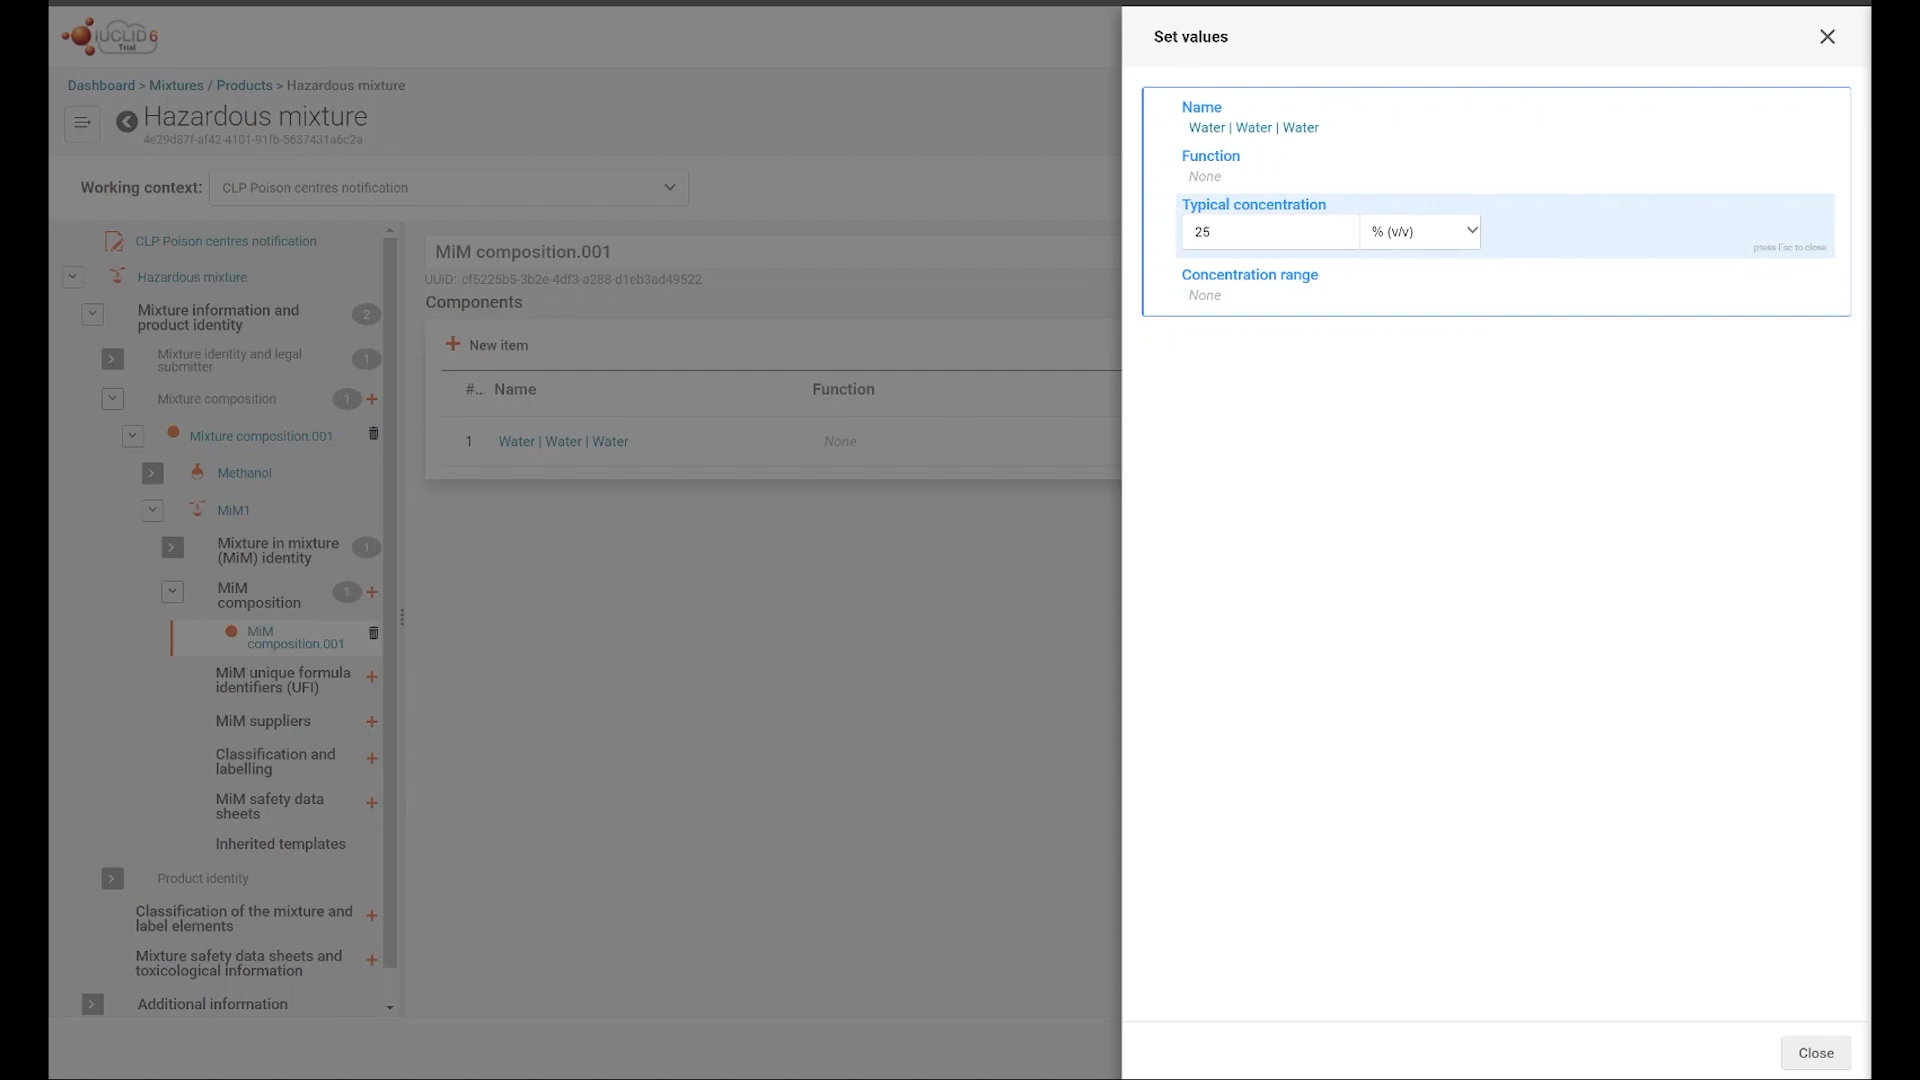 IUCLID 6
Trial
Dashboard > Mixtures / Products > Hazardous mixture
Hazardous mixture
4e29d87f-af42-4101-91fb-5637431a6c2a
Working context:
CLP Poison centres notification
CLP Poison centres notification
Hazardous mixture
Mixture information and
product identity
2
Mixture identity and legal
submitter
1
Mixture composition
1
Mixture composition.001
Methanol
MiM1
Mixture in mixture
(MiM) identity
1
MiM
composition
1
MiM
composition.001
MiM unique formula
identifiers (UFI)
MiM suppliers
Classification and
labelling
MiM safety data
sheets
Inherited templates
Product identity
Classification of the mixture and
label elements
Mixture safety data sheets and
toxicological information
Additional information
MiM composition.001
UUID: cf5225b5-3b2e-4df3-a288-d1eb3ad49522
Components
+ New item
#.. Name Function
1 Water | Water | Water None
Set values
Name
Water | Water | Water
Function
None
Typical concentration
25 % (v/v)
press Esc to close
Concentration range
None
Close